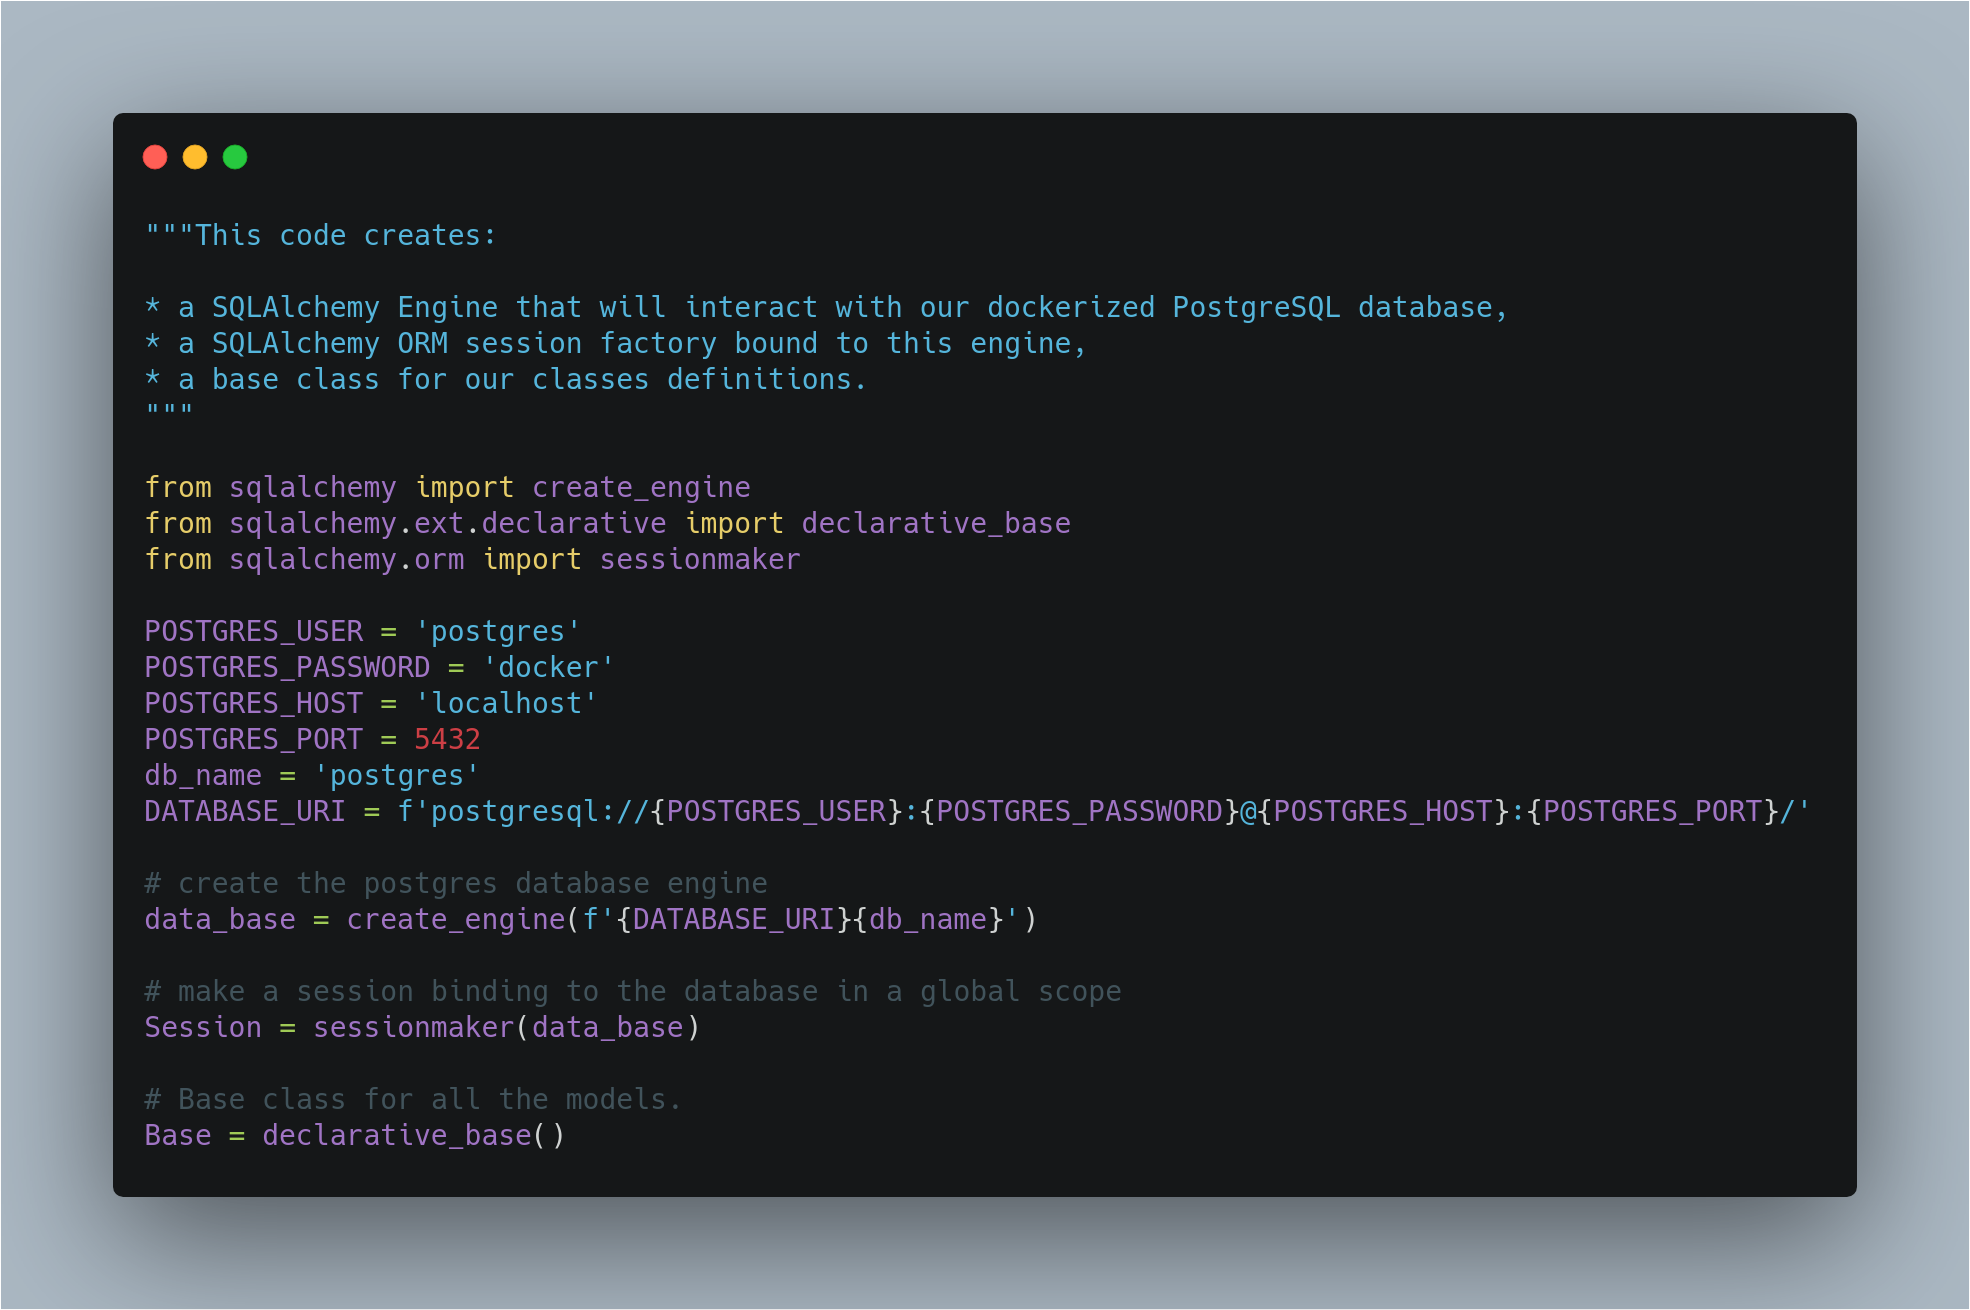 """This code creates:

* a SQLAlchemy Engine that will interact with our dockerized PostgreSQL database,
* a SQLAlchemy ORM session factory bound to this engine,
* a base class for our classes definitions.
"""

from sqlalchemy import create_engine
from sqlalchemy.ext.declarative import declarative_base
from sqlalchemy.orm import sessionmaker

POSTGRES_USER = 'postgres'
POSTGRES_PASSWORD = 'docker'
POSTGRES_HOST = 'localhost'
POSTGRES_PORT = 5432
db_name = 'postgres'
DATABASE_URI = f'postgresql://{POSTGRES_USER}:{POSTGRES_PASSWORD}@{POSTGRES_HOST}:{POSTGRES_PORT}/'

# create the postgres database engine
data_base = create_engine(f'{DATABASE_URI}{db_name}')

# make a session binding to the database in a global scope
Session = sessionmaker(data_base)

# Base class for all the models.
Base = declarative_base()